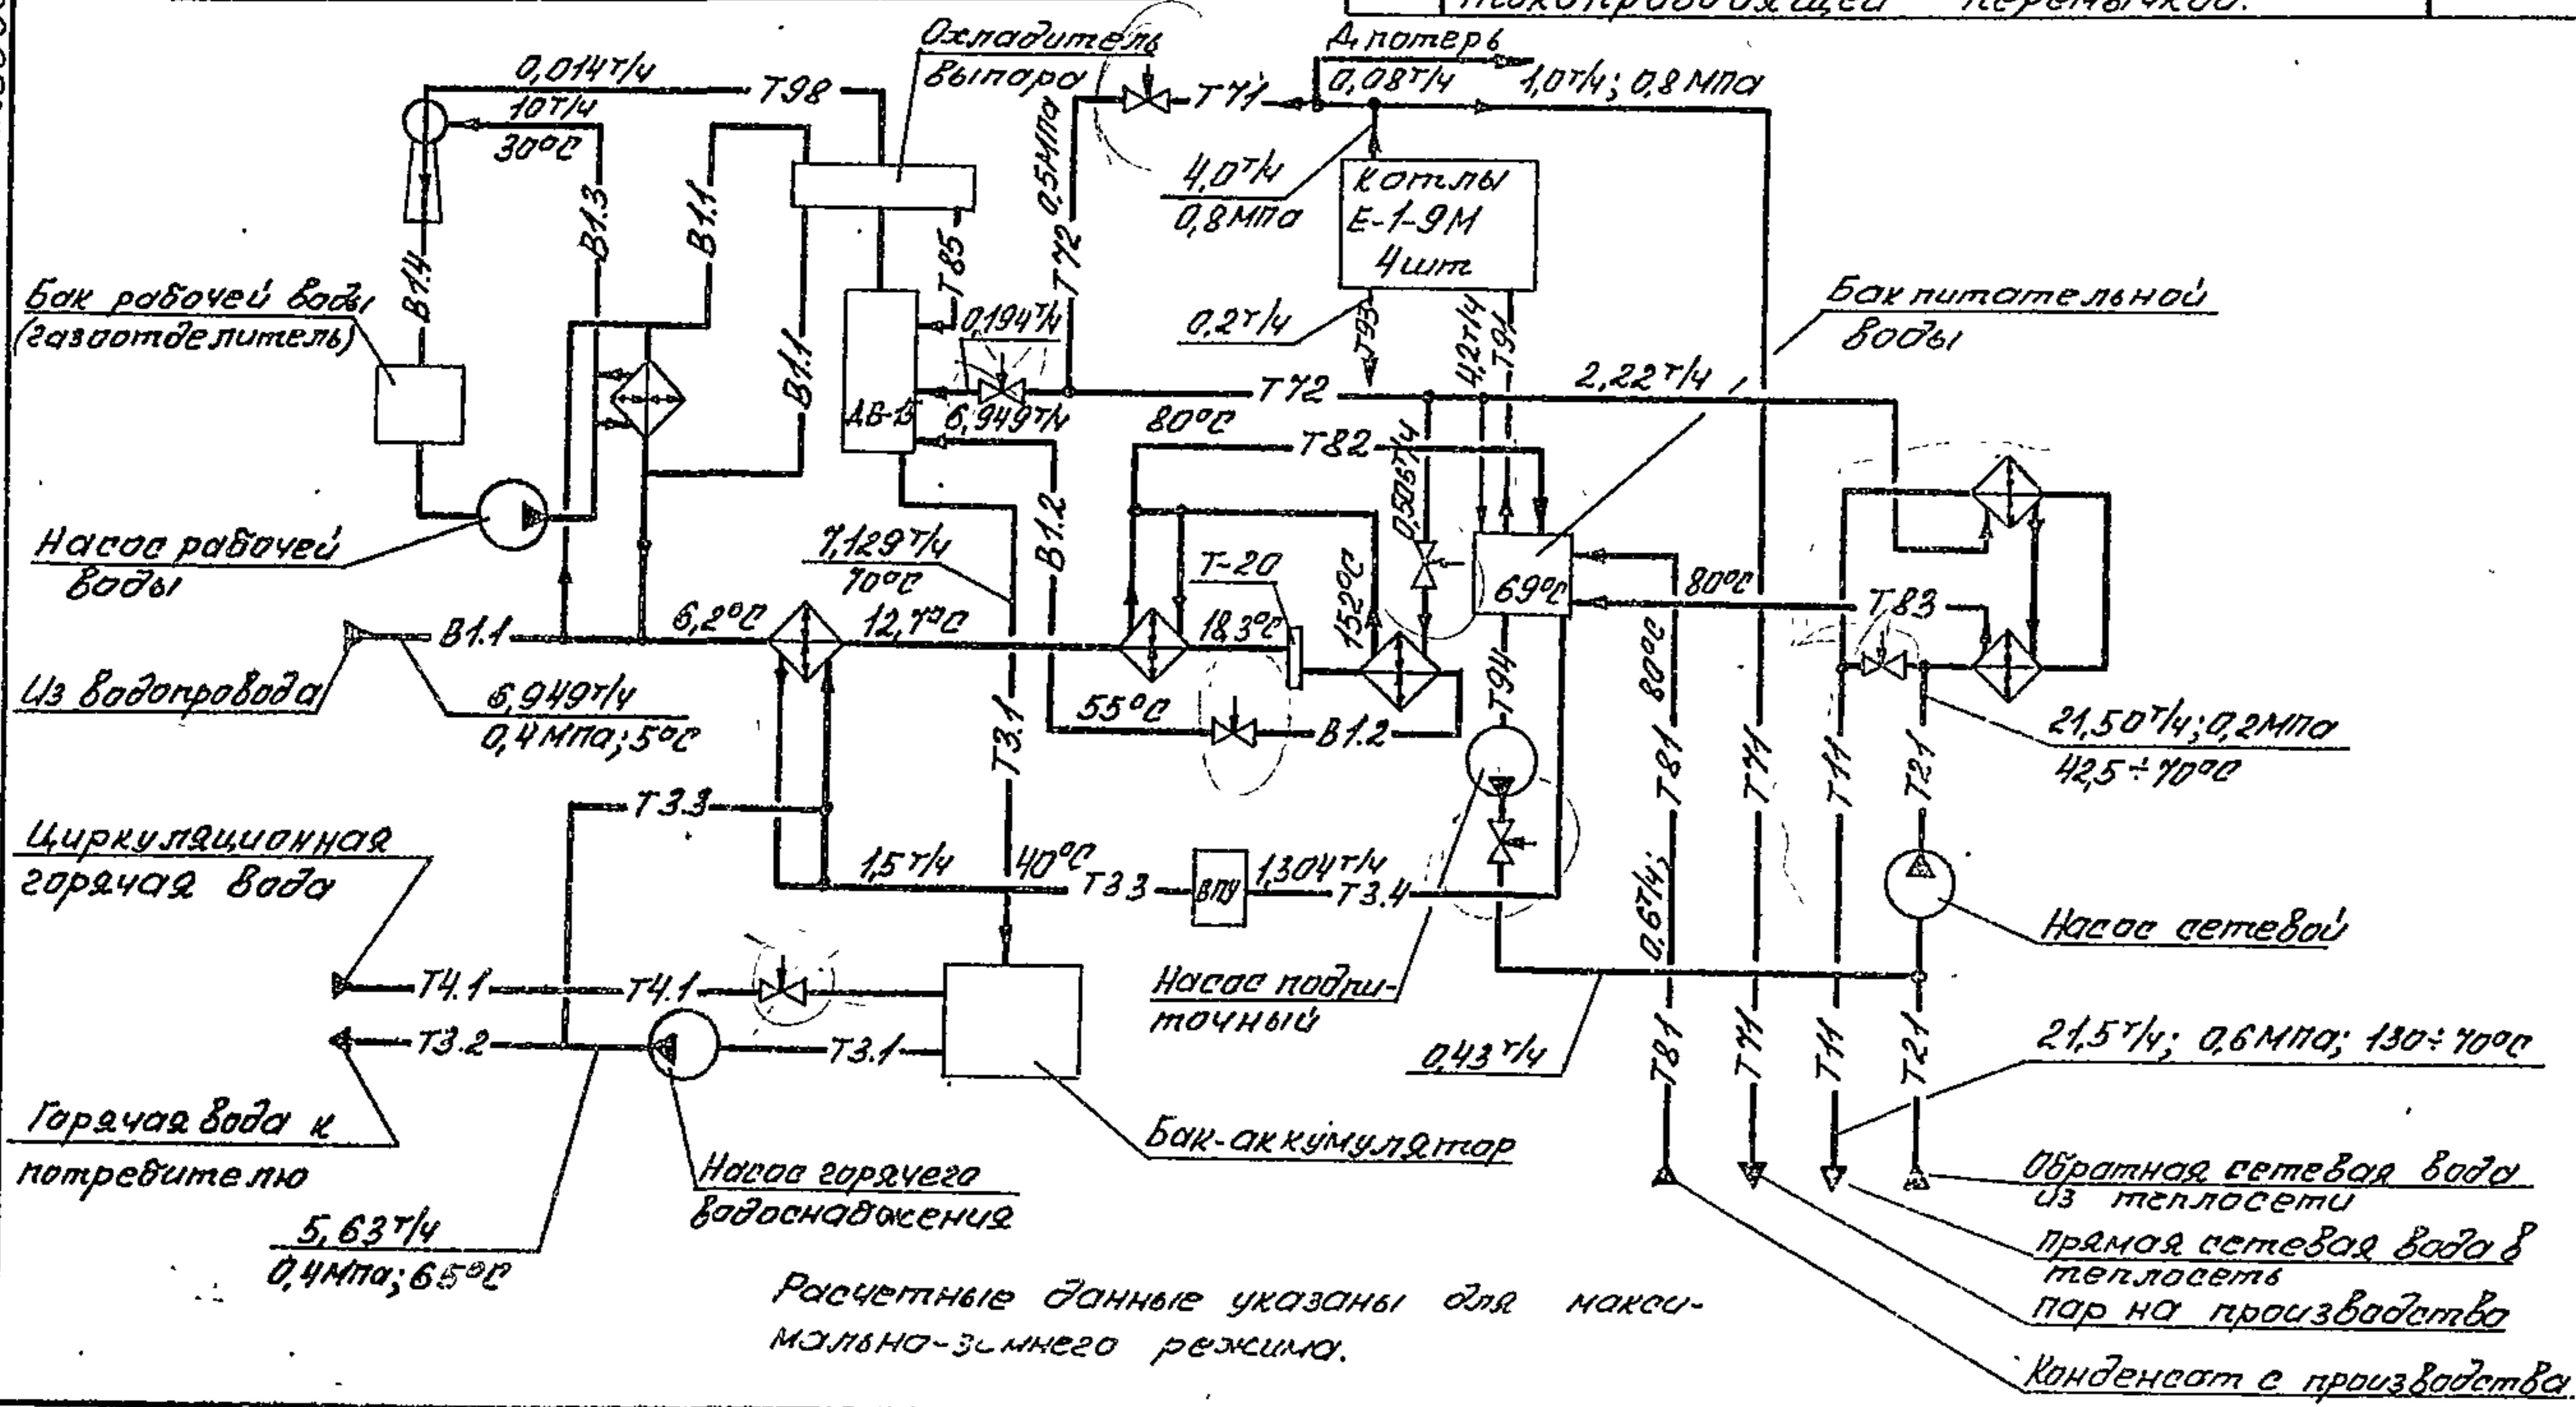 токопроводящей перемычкой.
Охладитель
выпара
Д.потерь
0,08т/ч
1,0т/ч; 0,8МПа
0,014т/ч
Т98
10т/ч
30°С
Т71
0,5МПа
Т72
4,0т/ч
0,8МПа
Котлы
Е-1-9М
4шт
В1.3
В1.1
В1.4
Т85
Бак рабочей воды
(газоотделитель)
0,194т/ч
0,2т/ч
Т93
4,2т/ч
Т91
Бак питательной
воды
В1.1
Т72
2,22т/ч
ДВ-15
6,949т/ч
80°С
Т82
0,506т/ч
Насос рабочей
воды
7,129т/ч
70°С
В1.2
Т-20
152°С
69°С
80°С
Т83
Из водопровода
В1.1
6,2°С
12,7°С
18,3°С
6,949т/ч
0,4МПа; 5°С
55°С
В1.2
Т94
80°С
Т3.1
Т81
Т71
Т11
Т21
21,50т/ч; 0,2МПа
42,5÷70°С
Т3.3
Циркуляционная
горячая вода
1,5т/ч
40°С
Т3.3
ВПУ
1,304т/ч
Т3.4
0,6т/ч;
Насос сетевой
Т4.1
Т4.1
Насос подпи-
точный
Т3.2
Т3.1
0,43т/ч
Т81
Т71
Т11
Т21
21,5т/ч; 0,6МПа; 130÷70°С
Горячая вода к
потребителю
Насос горячего
водоснабжения
Бак-аккумулятор
5,63т/ч
0,4МПа; 65°С
Обратная сетевая вода
из теплосети
прямая сетевая вода в
теплосеть
пар на производство
Конденсат с производства.
Расчетные данные указаны для макси-
мально-зимнего режима.